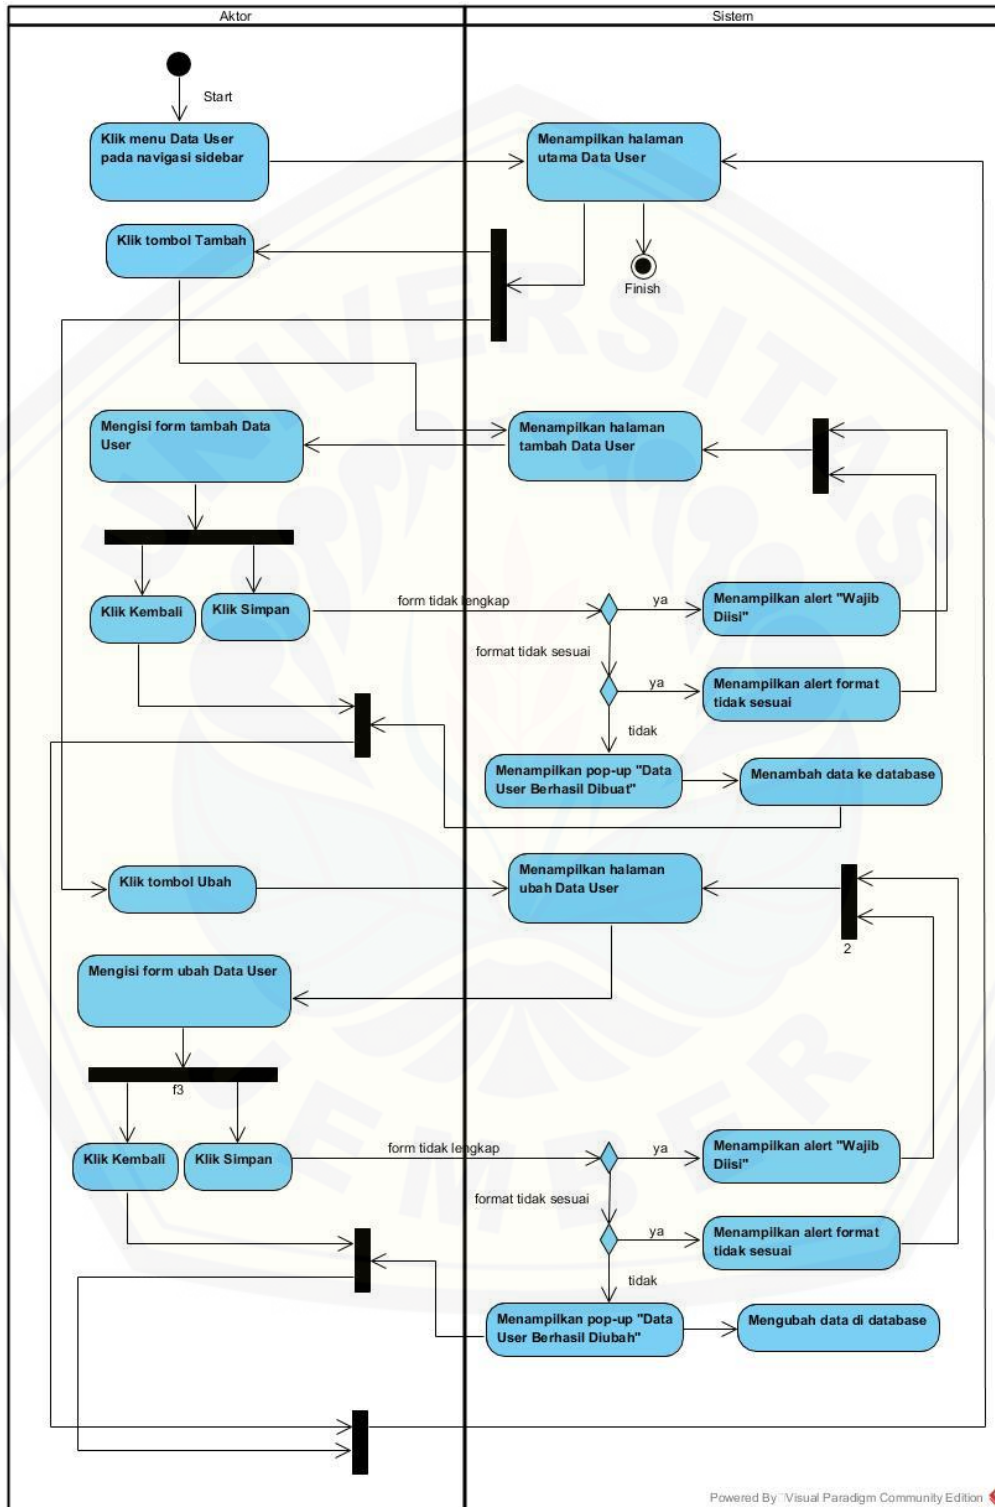 Aktor
Sistem
Start
Klik menu Data User
pada navigasi sidebar
Menampilkan halaman
utama Data User
Klik tombol Tambah
Finish
Mengisi form tambah Data
User
Menampilkan halaman
tambah Data User
Klik Kembali
Klik Simpan
form tidak lengkap
ya
Menampilkan alert "Wajib
Diisi"
format tidak sesuai
ya
Menampilkan alert format
tidak sesuai
tidak
Menampilkan pop-up "Data
User Berhasil Dibuat"
Menambah data ke database
Klik tombol Ubah
Menampilkan halaman
ubah Data User
2
Mengisi form ubah Data User
f3
Klik Kembali
Klik Simpan
form tidak lengkap
ya
Menampilkan alert "Wajib
Diisi"
format tidak sesuai
ya
Menampilkan alert format
tidak sesuai
tidak
Menampilkan pop-up "Data
User Berhasil Diubah"
Mengubah data di database
UNIVERSITAS
JEMBER
Powered By Visual Paradigm Community Edition